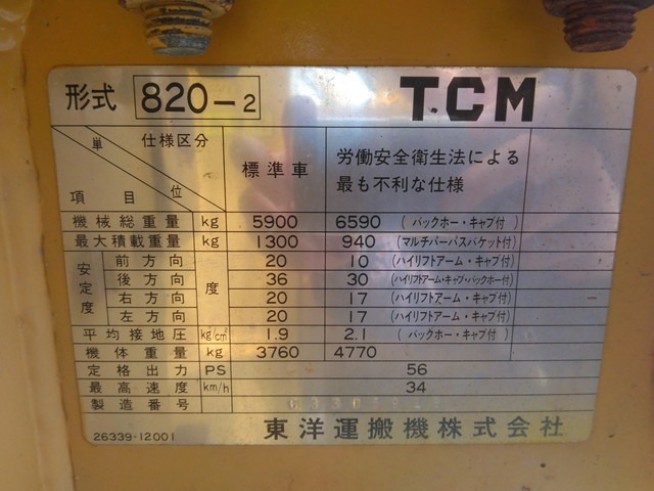 形式 820-2 TCM
単位 仕様区分 項目 標準車 労働安全衛生法による
最も不利な仕様
機械総重量 kg 5900 6590 (バックホー・キャブ付)
最大積載重量 kg 1300 940 (マルチパーパスバケット付)
安定度 前方向 度 20 10 (ハイリフトアーム・キャブ付)
後方向 36 30 (ハイリフトアーム・キャブ・バックホー付)
右方向 20 17 (ハイリフトアーム・キャブ付)
左方向 20 17 (ハイリフトアーム・キャブ付)
平均接地圧 kg/cm² 1.9 2.1 (バックホー・キャブ付)
機体重量 kg 3760 4770
定格出力 PS 56
最高速度 km/h 34
製造番号
26339-12001 東洋運搬機株式会社